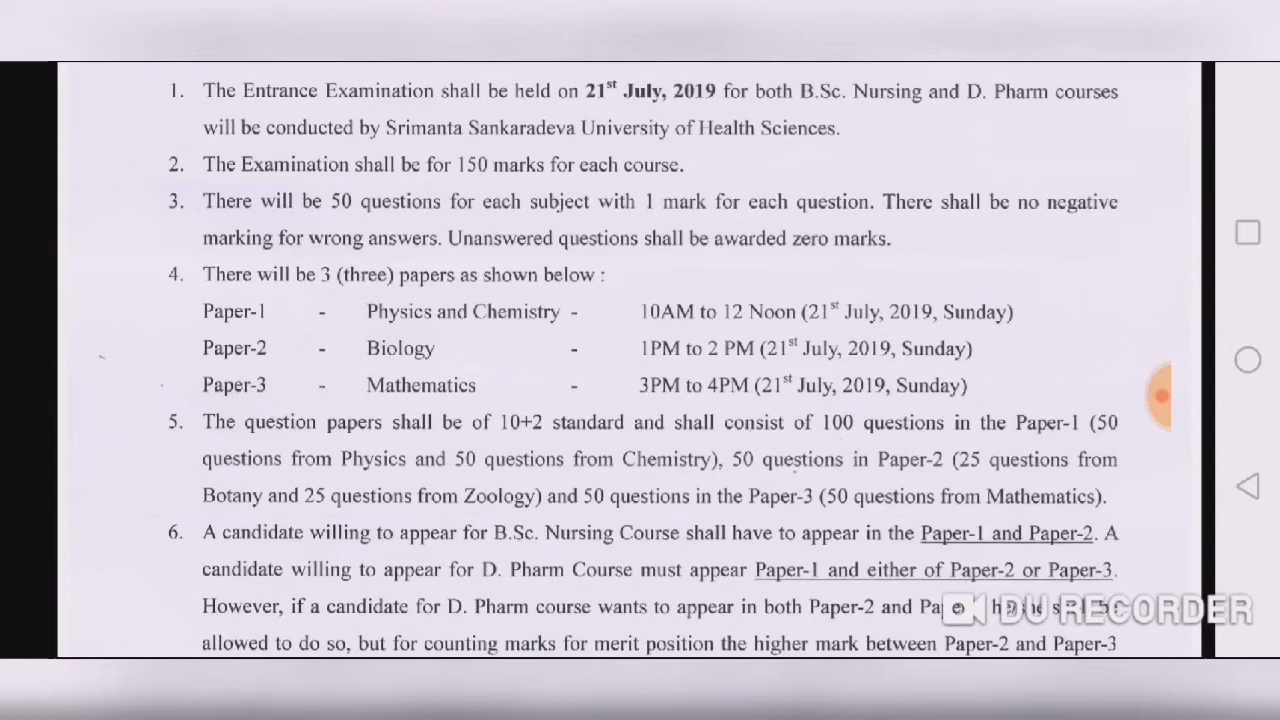 1. The Entrance Examination shall be held on 21st July, 2019 for both B.Sc. Nursing and D. Pharm courses
will be conducted by Srimanta Sankaradeva University of Health Sciences.
2. The Examination shall be for 150 marks for each course.
3. There will be 50 questions for each subject with 1 mark for each question. There shall be no negative
marking for wrong answers. Unanswered questions shall be awarded zero marks.
4. There will be 3 (three) papers as shown below :
Paper-1 - Physics and Chemistry - 10AM to 12 Noon (21st July, 2019, Sunday)
Paper-2 - Biology - 1PM to 2 PM (21st July, 2019, Sunday)
Paper-3 - Mathematics - 3PM to 4PM (21st July, 2019, Sunday)
5. The question papers shall be of 10+2 standard and shall consist of 100 questions in the Paper-1 (50
questions from Physics and 50 questions from Chemistry), 50 questions in Paper-2 (25 questions from
Botany and 25 questions from Zoology) and 50 questions in the Paper-3 (50 questions from Mathematics).
6. A candidate willing to appear for B.Sc. Nursing Course shall have to appear in the Paper-1 and Paper-2. A
candidate willing to appear for D. Pharm Course must appear Paper-1 and either of Paper-2 or Paper-3.
However, if a candidate for D. Pharm course wants to appear in both Paper-2 and
DU RECORDER
allowed to do so, but for counting marks for merit position the higher mark between Paper-2 and Paper-3